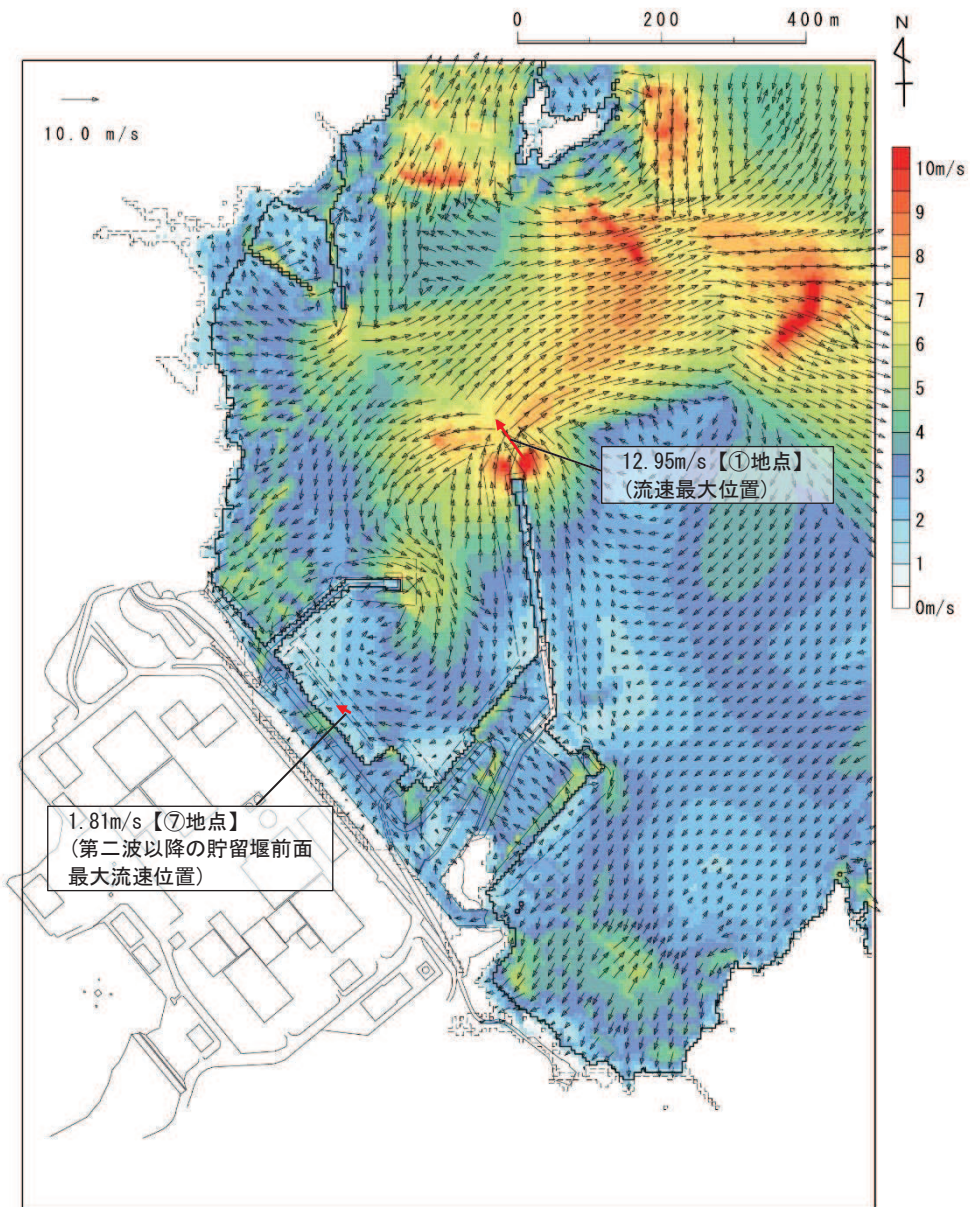 0 200 400m
N
10.0 m/s
10m/s
9
8
7
6
5
4
3
2
1
0m/s
12.95m/s【①地点】
(流速最大位置)
1.81m/s【⑦地点】
(第二波以降の貯留堰前面
最大流速位置)